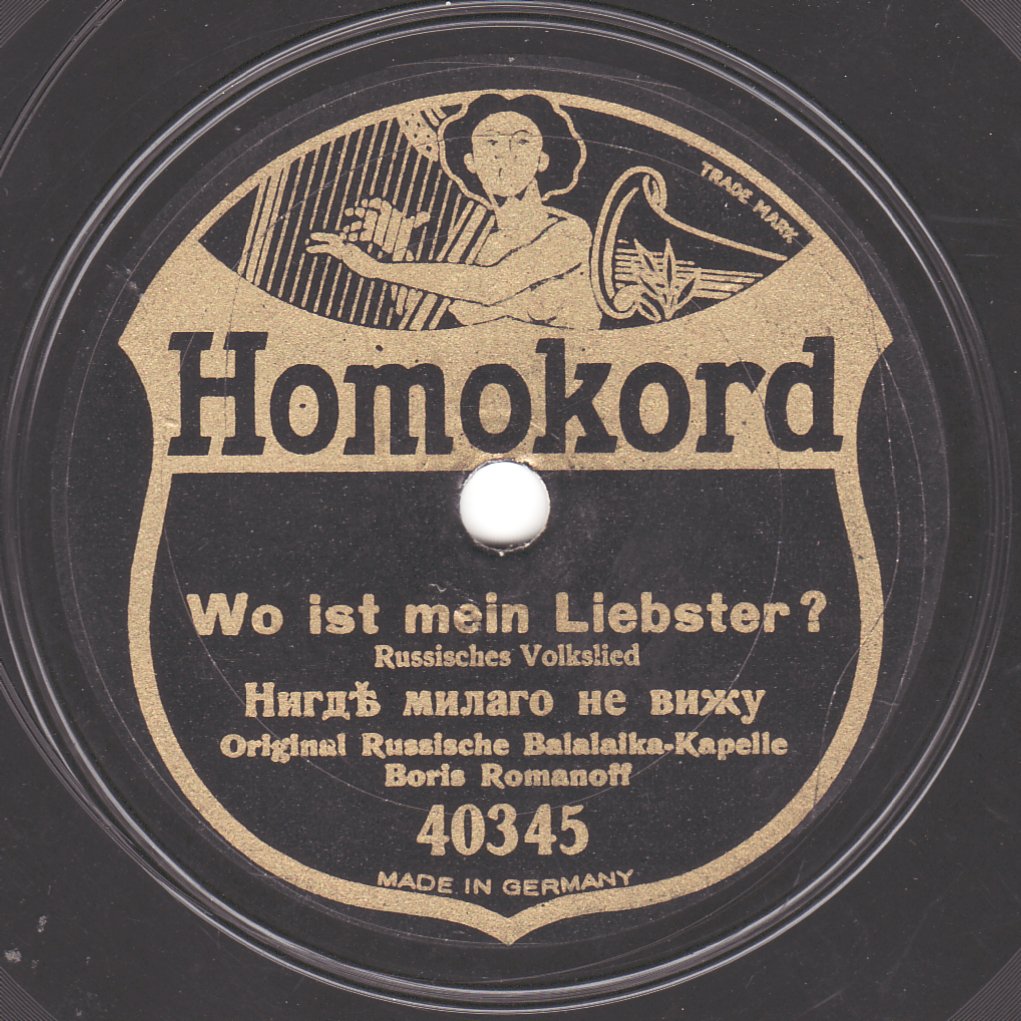 TRADE MARK
Homokord
Wo ist mein Liebster?
Russisches Volkslied
Нигдѣ милаго не вижу
Original Russische Balalaika-Kapelle
Boris Romanoff
40345
MADE IN GERMANY